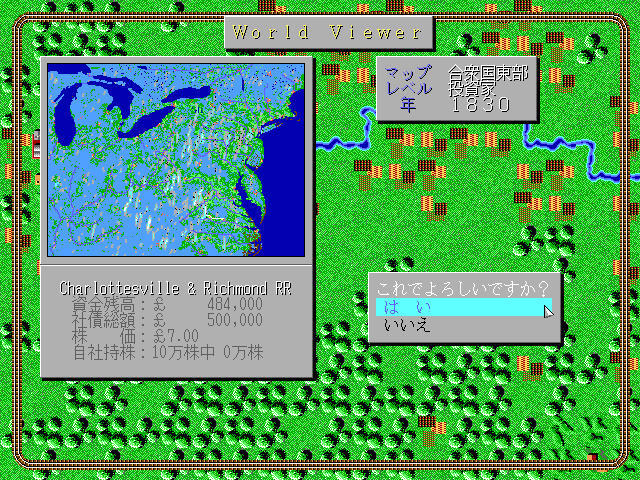 World Viewer
マップ 合衆国東部
レベル 投資家
年 1830
Charlottesville & Richmond RR
資金残高：£ 484,000
社債総額：£ 500,000
株　価：£7.00
自社持株：10万株中 0万株
これでよろしいですか？
はい
いいえ